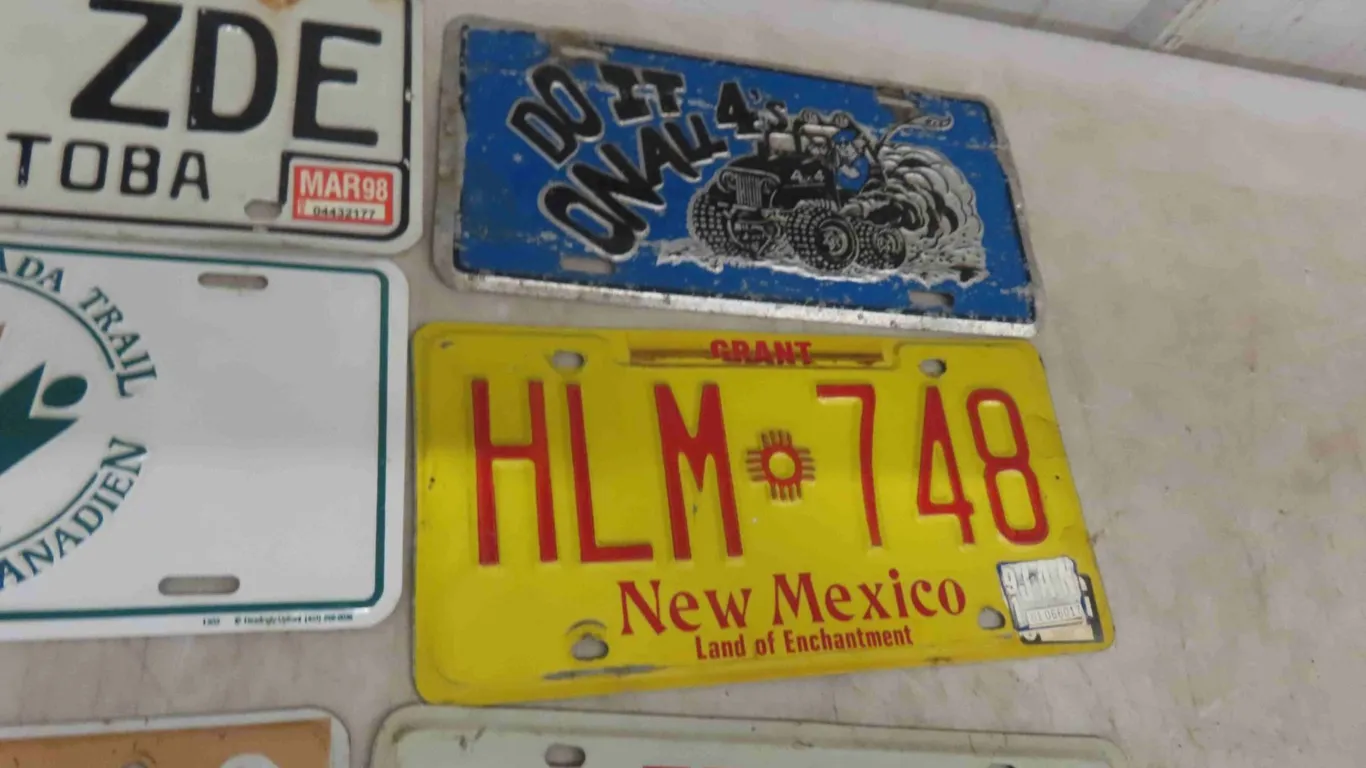 ZDE
TOBA
MAR98
04432177
DO IT
ON ALL 4's
4x4
ADA TRAIL
ANADIEN
GRANT
HLM 748
New Mexico
Land of Enchantment